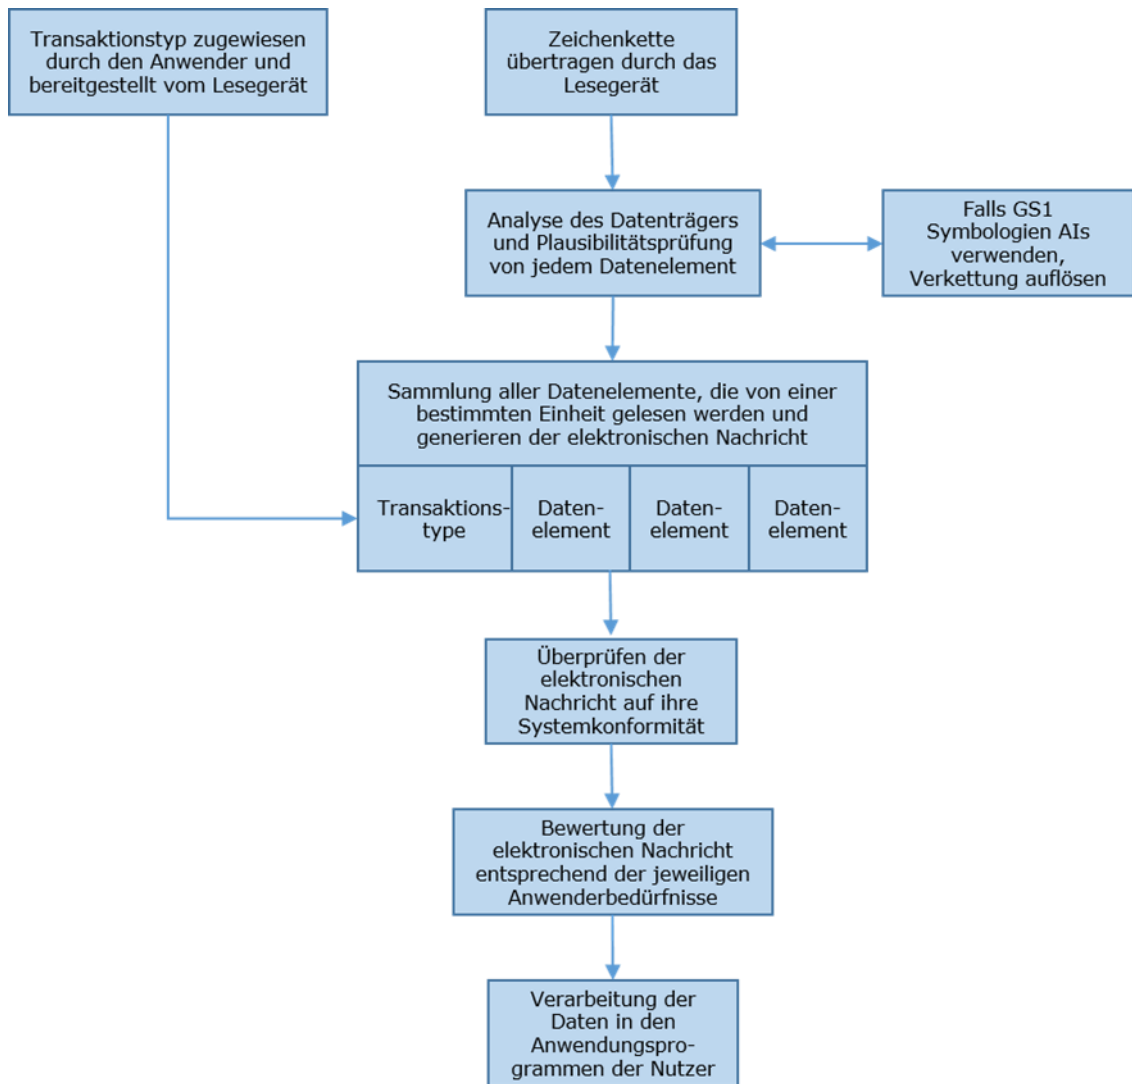 Transaktionstyp zugewiesen
durch den Anwender und
bereitgestellt vom Lesegerät
Zeichenkette
übertragen durch das
Lesegerät
Analyse des Datenträgers
und Plausibilitätsprüfung
von jedem Datenelement
Falls GS1
Symbologien AIs
verwenden,
Verkettung auflösen
Sammlung aller Datenelemente, die von einer
bestimmten Einheit gelesen werden und
generieren der elektronischen Nachricht
Transaktions-
type
Daten-
element
Daten-
element
Daten-
element
Überprüfen der
elektronischen
Nachricht auf ihre
Systemkonformität
Bewertung der
elektronischen Nachricht
entsprechend der jeweiligen
Anwenderbedürfnisse
Verarbeitung der
Daten in den
Anwendungspro-
grammen der Nutzer